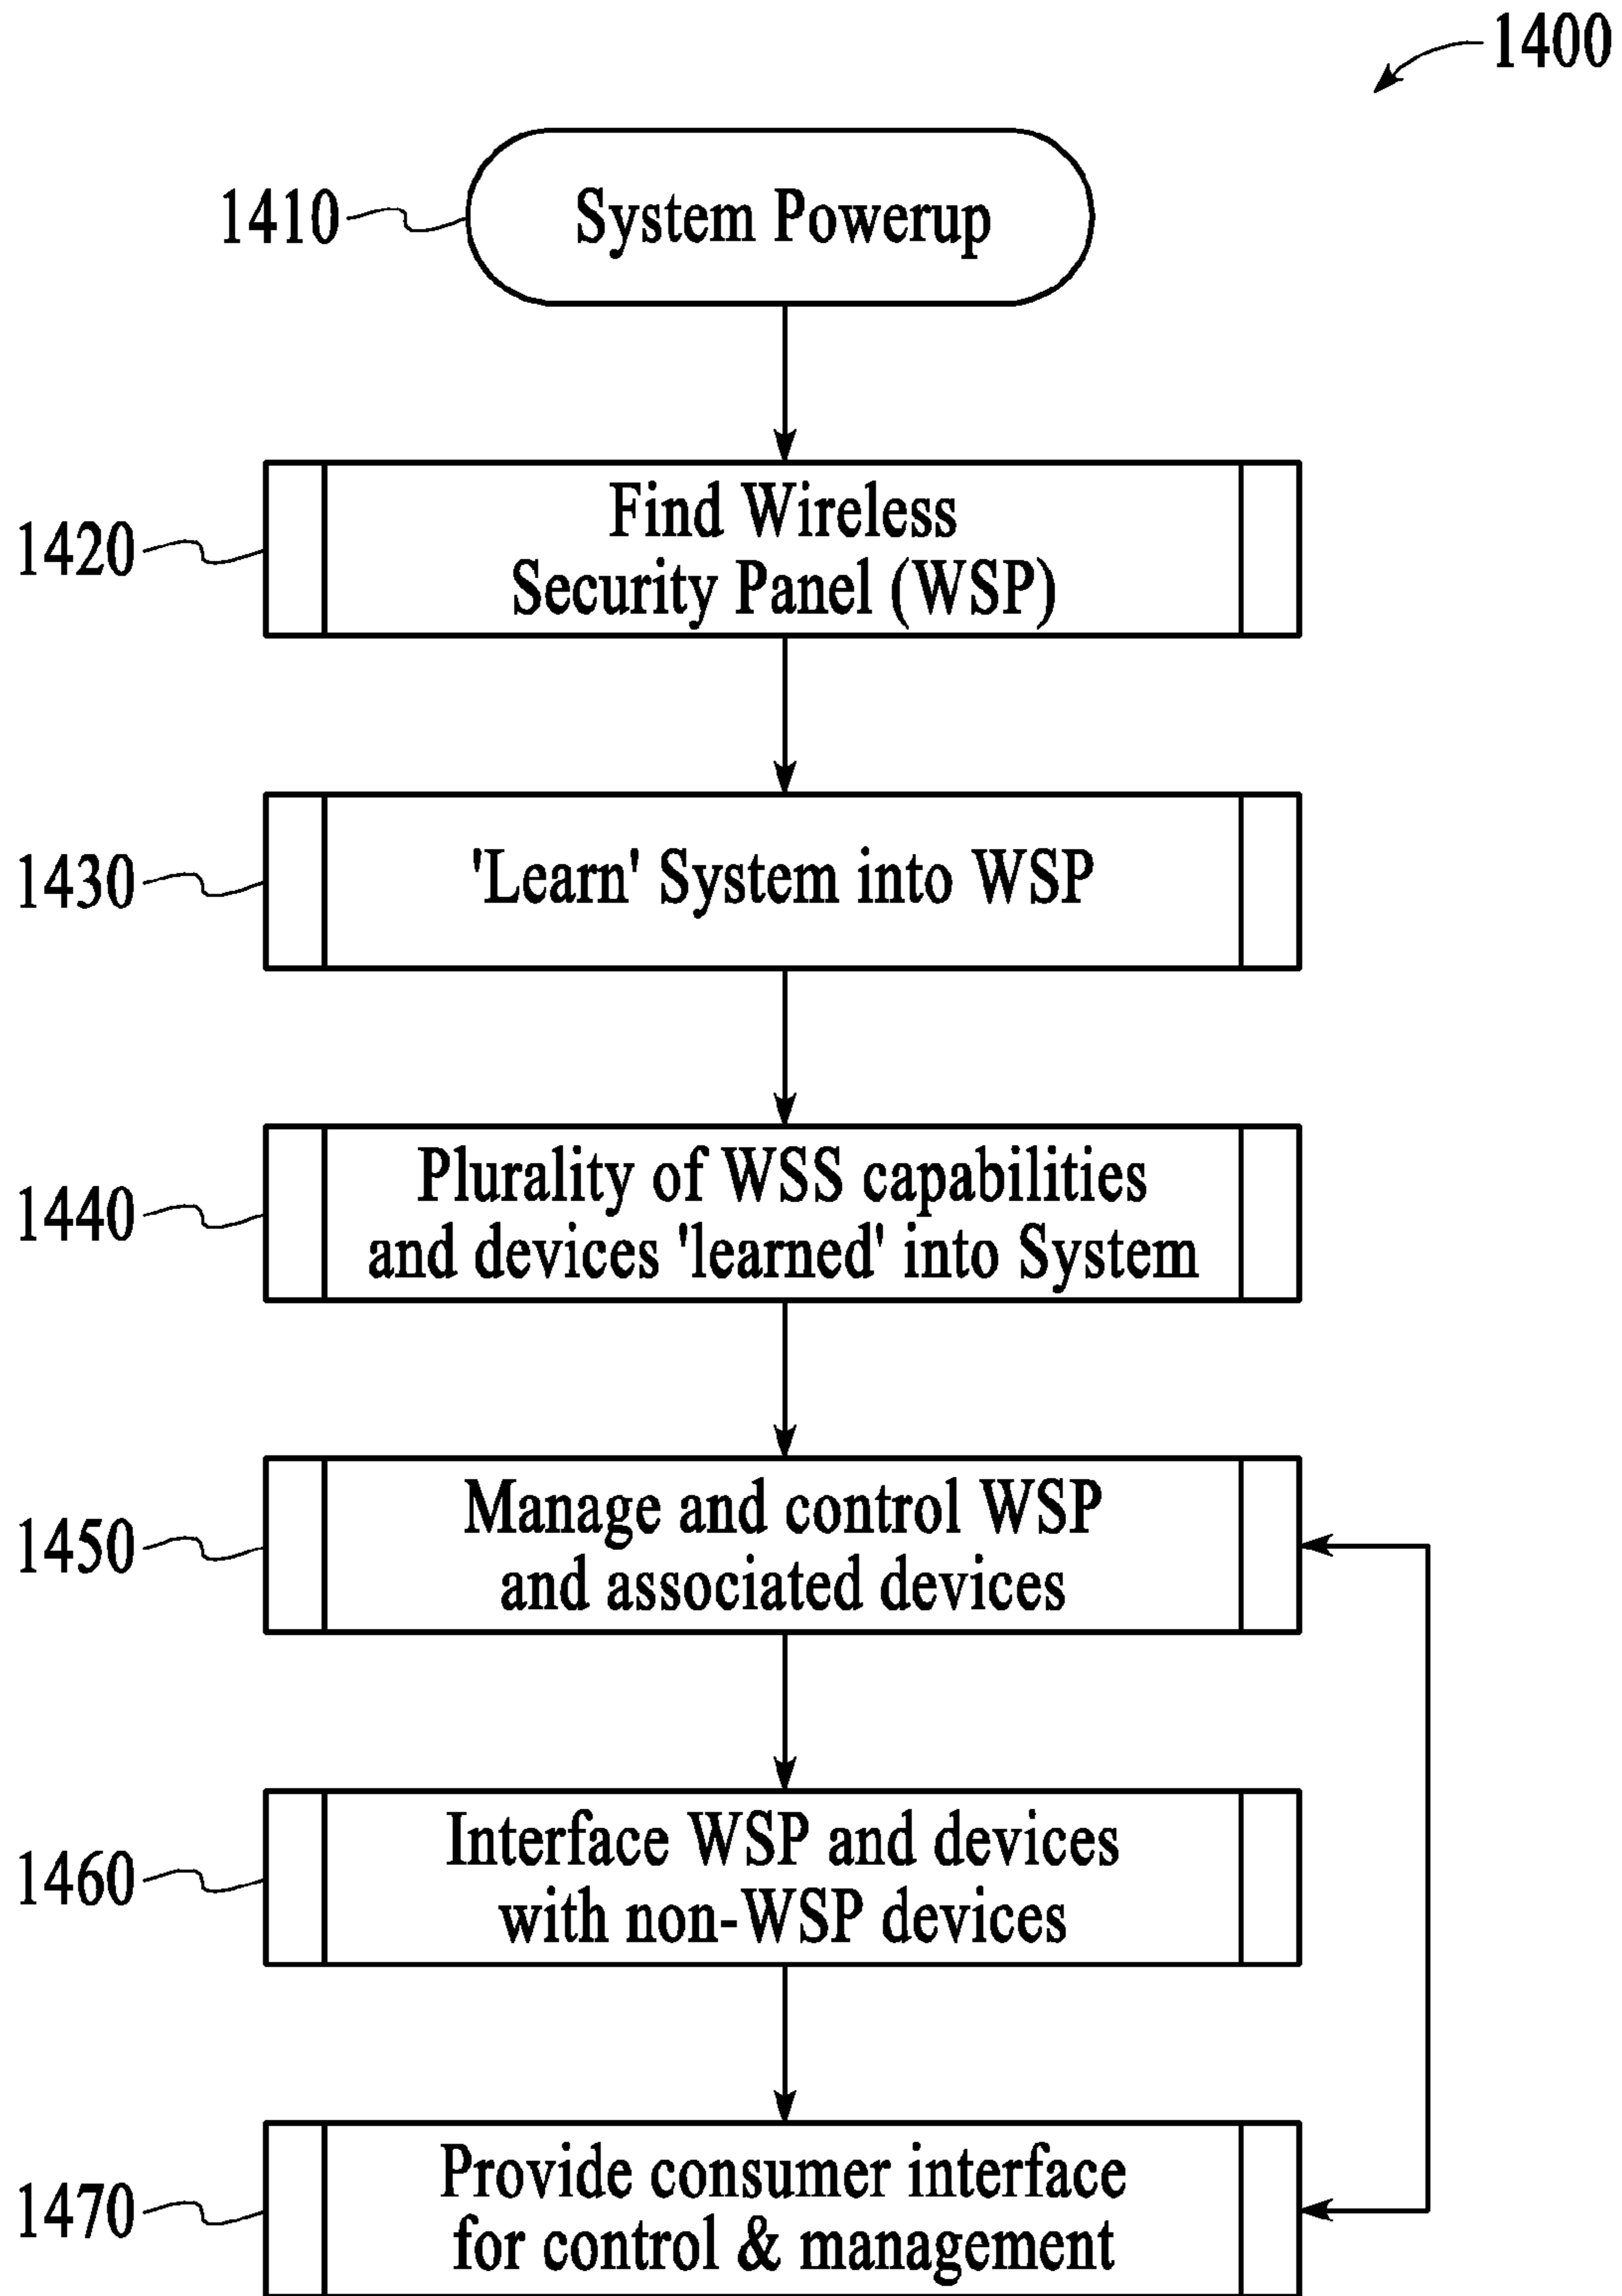 1400
1410
System Powerup
1420
Find Wireless
Security Panel (WSP)
1430
'Learn' System into WSP
1440
Plurality of WSS capabilities
and devices 'learned' into System
1450
Manage and control WSP
and associated devices
1460
Interface WSP and devices
with non-WSP devices
1470
Provide consumer interface
for control & management